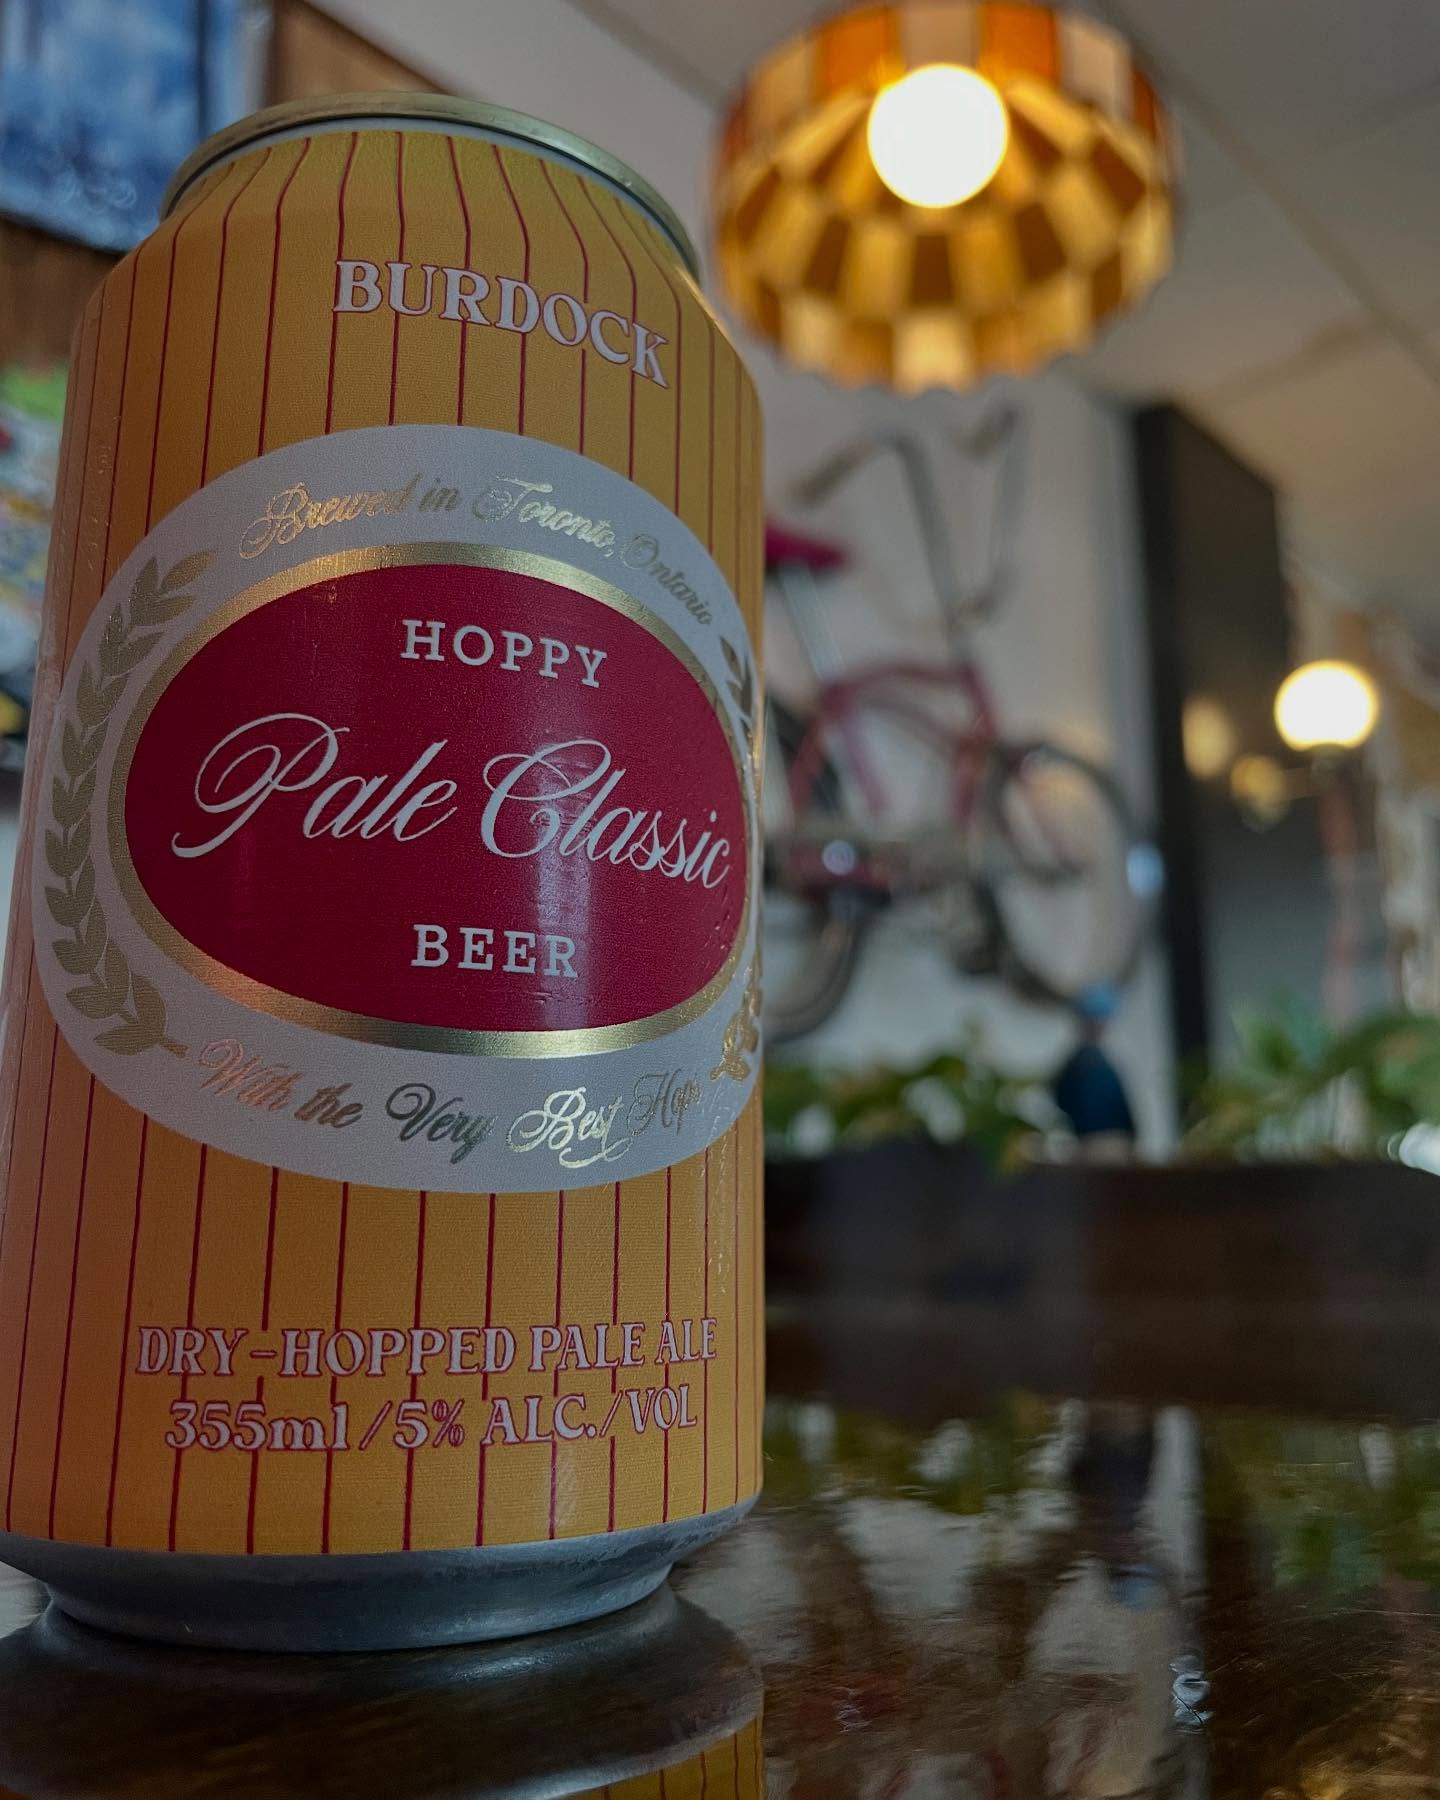 BURDOCK
Brewed in Toronto, Ontario
HOPPY
Pale Classic
BEER
With the Very Best Hops
DRY-HOPPED PALE ALE
355ml/5% ALC./VOL